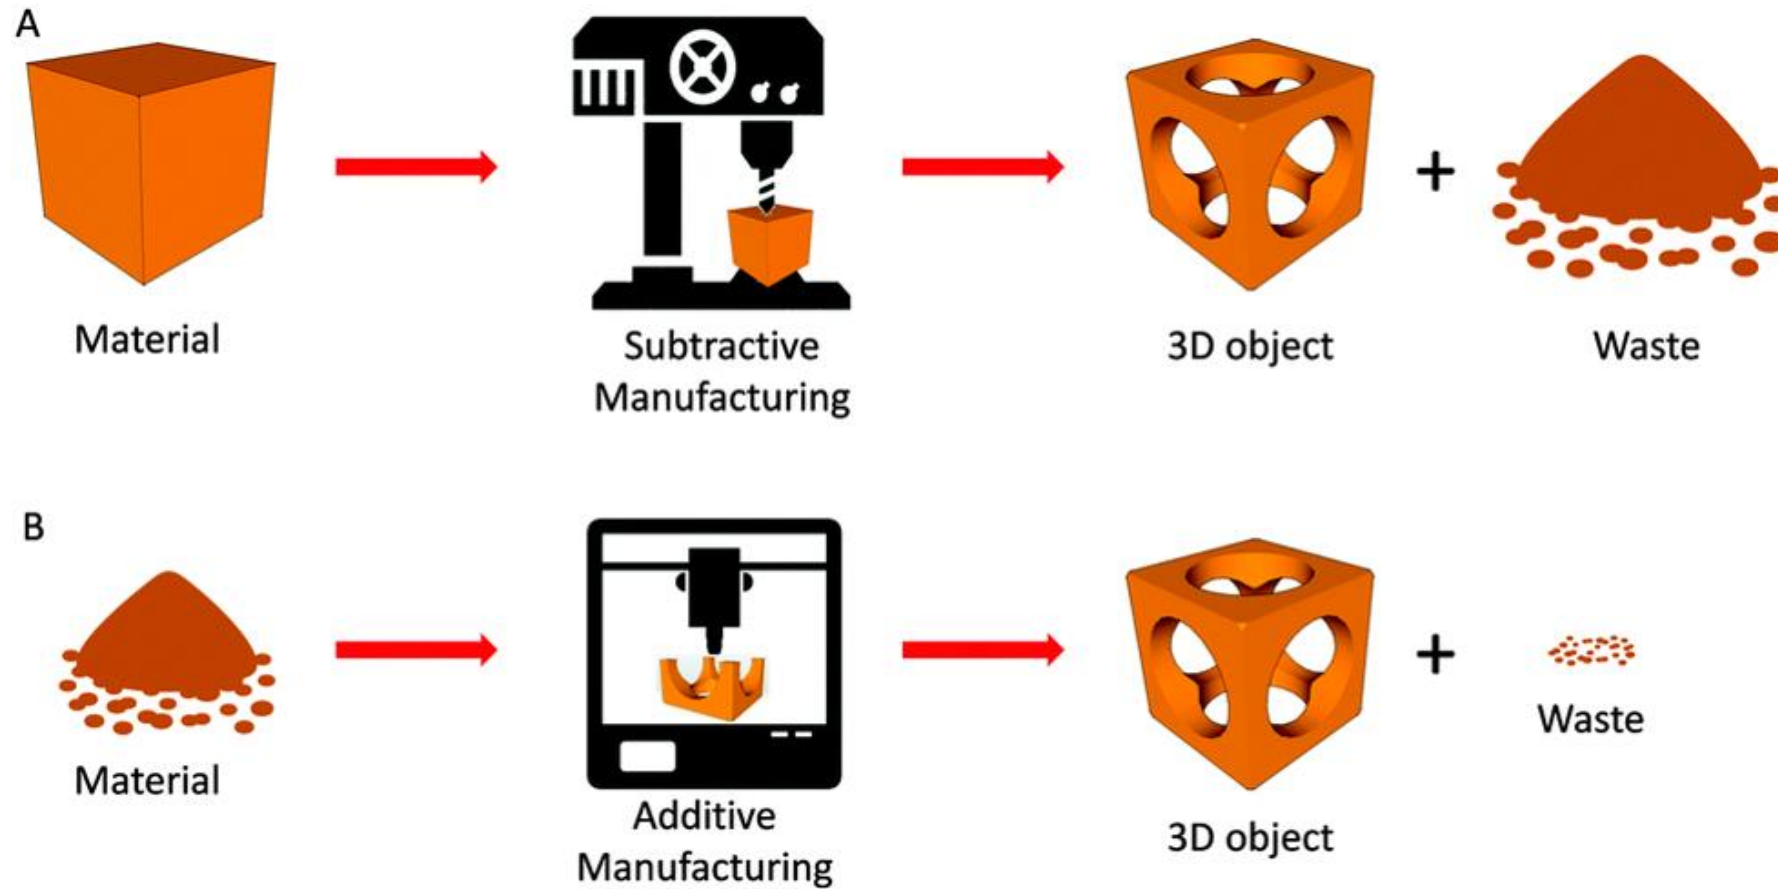 A
Material
Subtractive
Manufacturing
3D object
+
Waste
B
Material
Additive
Manufacturing
3D object
+
Waste